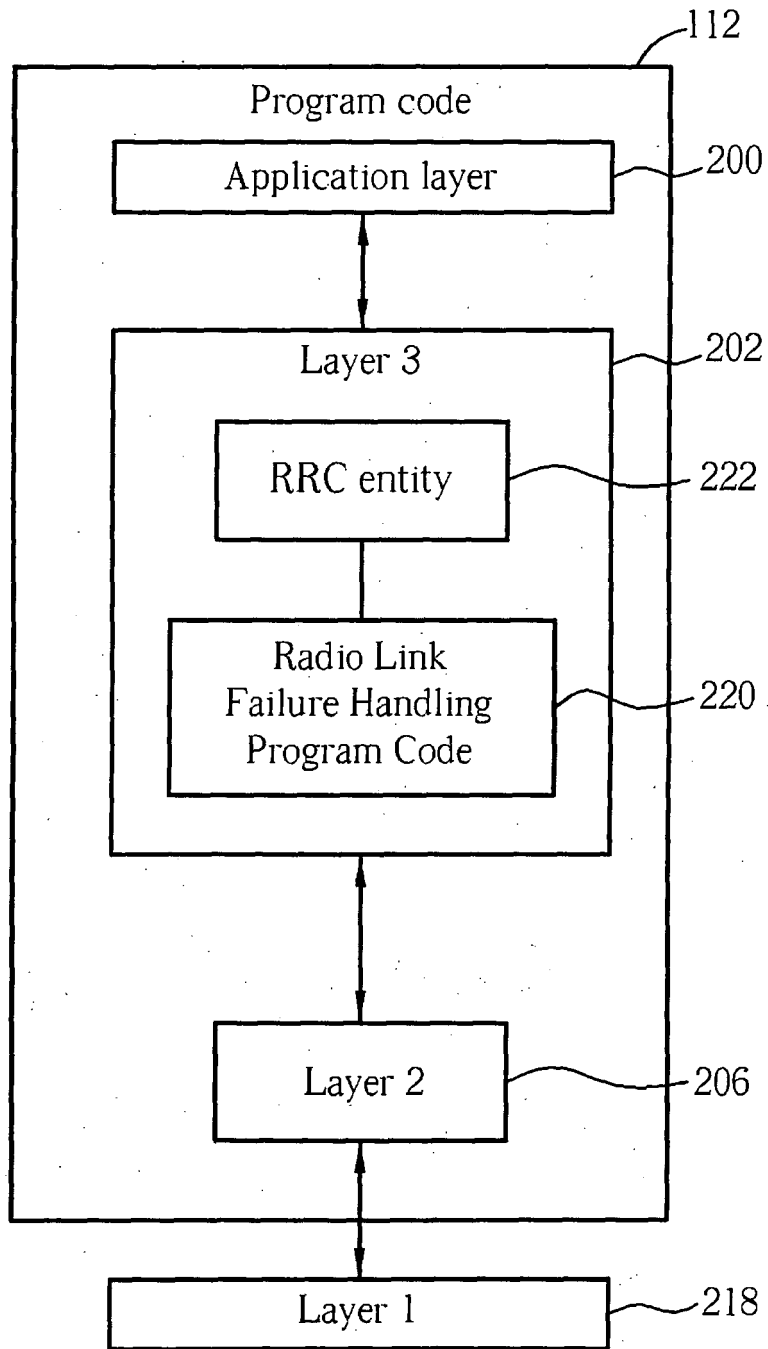 112
Program code
Application layer
200
Layer 3
202
RRC entity
222
Radio Link
Failure Handling
Program Code
220
Layer 2
206
Layer 1
218